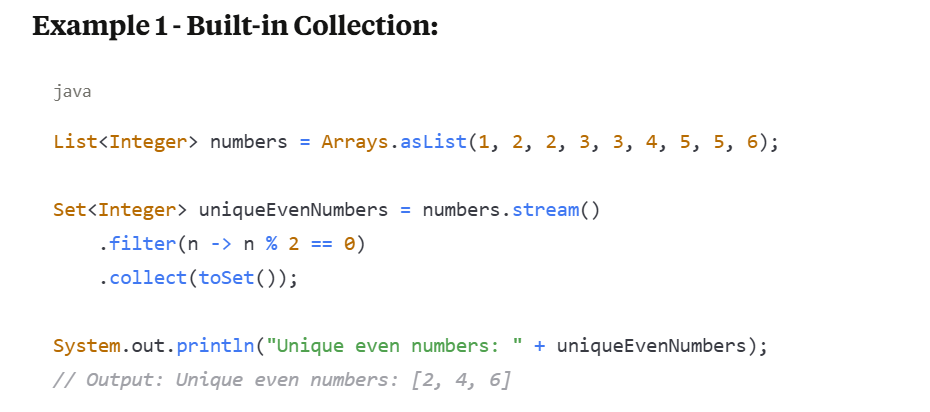 Example 1 - Built-in Collection:
java
List<Integer> numbers = Arrays.asList(1, 2, 2, 3, 3, 4, 5, 5, 6);
Set<Integer> uniqueEvenNumbers = numbers.stream()
    .filter(n -> n % 2 == 0)
    .collect(toSet());
System.out.println("Unique even numbers: " + uniqueEvenNumbers);
// Output: Unique even numbers: [2, 4, 6]